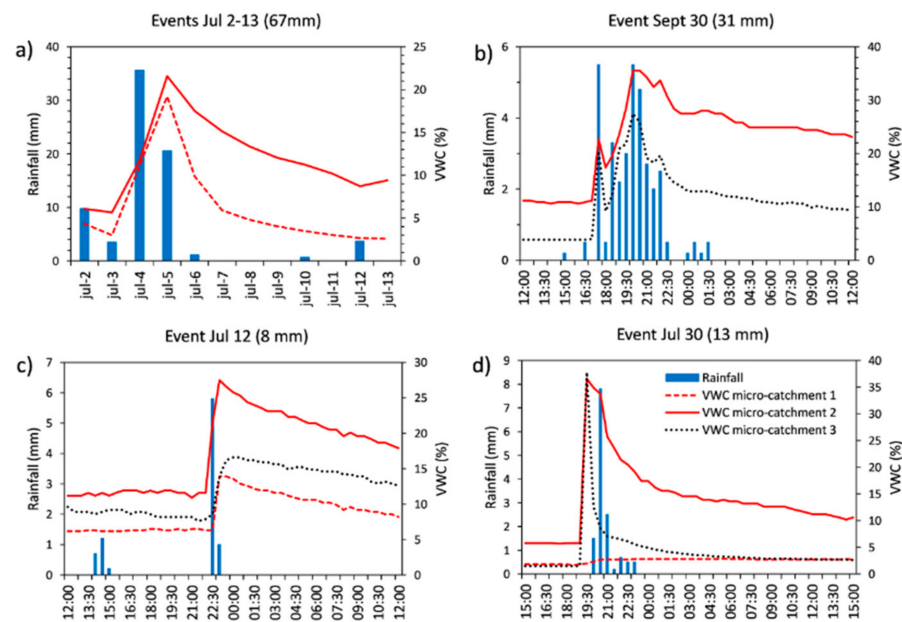 Events Jul 2-13 (67mm)
a)
Rainfall (mm)
40
30
20
10
0
VWC (%)
25
20
15
10
5
0
jul-2 jul-3 jul-4 jul-5 jul-6 jul-7 jul-8 jul-9 jul-10 jul-11 jul-12 jul-13
Event Sept 30 (31 mm)
b)
Rainfall (mm)
6
4
2
0
VWC (%)
40
30
20
10
0
12:00 13:30 15:00 16:30 18:00 19:30 21:00 22:30 00:00 01:30 03:00 04:30 06:00 07:30 09:00 10:30 12:00
Event Jul 12 (8 mm)
c)
Rainfall (mm)
7
6
5
4
3
2
1
0
VWC (%)
30
25
20
15
10
5
0
12:00 13:30 15:00 16:30 18:00 19:30 21:00 22:30 00:00 01:30 03:00 04:30 06:00 07:30 09:00 10:30 12:00
Event Jul 30 (13 mm)
d)
Rainfall (mm)
9
8
7
6
5
4
3
2
1
0
VWC (%)
40
35
30
25
20
15
10
5
0
Rainfall
VWC micro-catchment 1
VWC micro-catchment 2
VWC micro-catchment 3
15:00 16:30 18:00 19:30 21:00 22:30 00:00 01:30 03:00 04:30 06:00 07:30 09:00 10:30 12:00 13:30 15:00